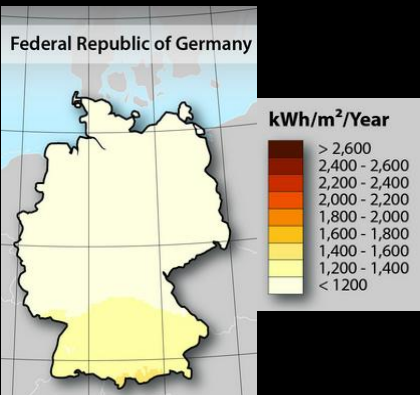 Federal Republic of Germany
kWh/m²/Year
> 2,600
2,400 - 2,600
2,200 - 2,400
2,000 - 2,200
1,800 - 2,000
1,600 - 1,800
1,400 - 1,600
1,200 - 1,400
< 1200